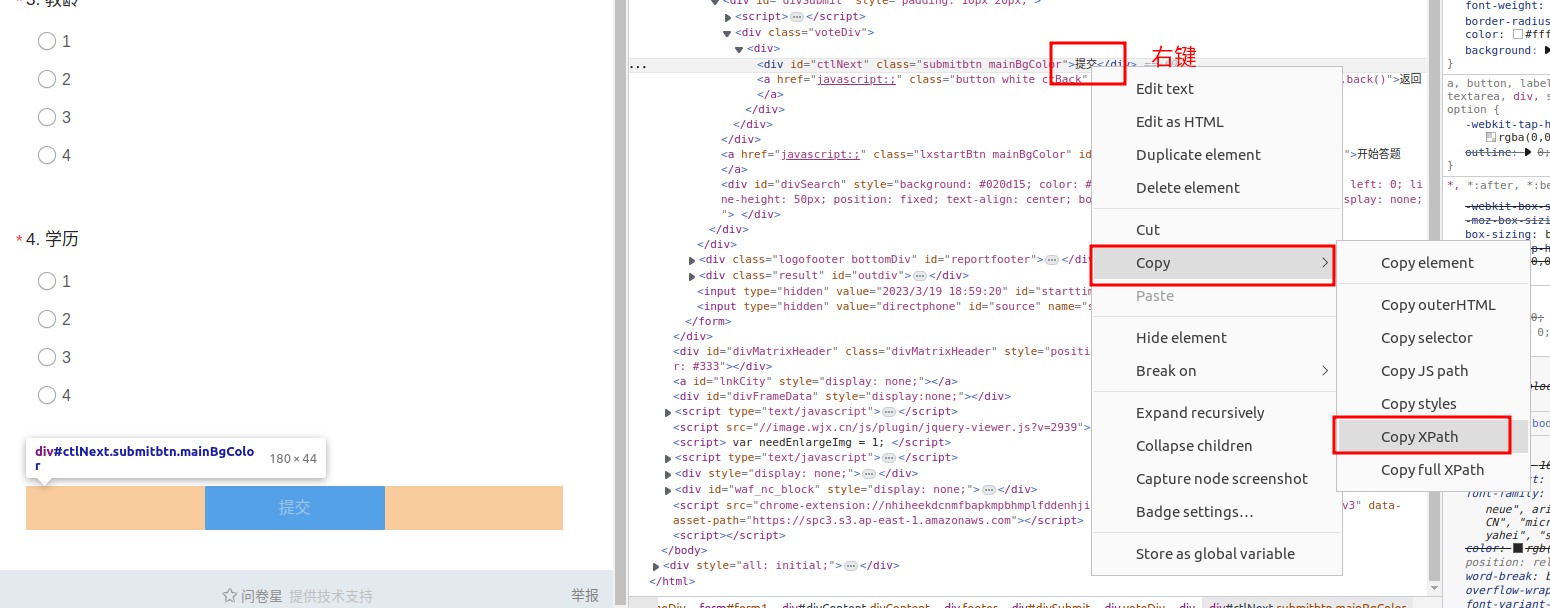 *3. 教龄
1
2
3
4
*4. 学历
1
2
3
4
div#ctlNext.submitbtn.mainBgColo
r
180 × 44
提交
问卷星 提供技术支持
举报
<script>…</script>
<div class="voteDiv">
<div>
... <div id="ctlNext" class="submitbtn mainBgColor">提交</div>
右键
<a href="javascript:;" class="button white c .back()">返回
</a>
</div>
</div>
</div>
<a href="javascript:;" class="lxstartBtn mainBgColor" id ">开始答题
</a>
<div id="divSearch" style="background: #020d15; color: # left: 0; li
ne-height: 50px; position: fixed; text-align: center; bo splay: none;
"> </div>
</div>
</div>
<div class="logofooter bottomDiv" id="reportfooter">…</div
<div class="result" id="outdiv">…</div>
<input type="hidden" value="2023/3/19 18:59:20" id="starttim
<input type="hidden" value="directphone" id="source" name="s
</form>
</div>
<div id="divMatrixHeader" class="divMatrixHeader" style="positi
r: #333"></div>
<a id="lnkCity" style="display: none;"></a>
<div id="divFrameData" style="display:none;"></div>
<script type="text/javascript">…</script>
<script src="//image.wjx.cn/js/plugin/jquery-viewer.js?v=2939">
<script> var needEnlargeImg = 1; </script>
<script type="text/javascript">…</script>
<div style="display: none;">…</div>
<div id="waf_nc_block" style="display: none;">…</div>
<script src="chrome-extension://nhiheekdcnmfbapkmpbhmplfddenhji v3" data-
asset-path="https://spc3.s3.ap-east-1.amazonaws.com"></script>
<script></script>
</body>
<div style="all: initial;">…</div>
</html>
Edit text
Edit as HTML
Duplicate element
Delete element
Cut
Copy
Paste
Hide element
Break on
Expand recursively
Collapse children
Capture node screenshot
Badge settings…
Store as global variable
Copy element
Copy outerHTML
Copy selector
Copy JS path
Copy styles
Copy XPath
Copy full XPath
font-weight:
border-radius
color: #fff
background:
}
a, button, label
textarea, div, s
option {
-webkit-tap-h
rgba(0,0
outline: 0;
}
*, *:after, *:be
-webkit-box-s
-moz-box-sizi
box-sizing: b
font-family:
neue", ari
CN", "micr
yahei", "s
color: rgb(
position: rel
word-break: b
overflow-wrap
font-variant
form#form1 div#divContent.divContent div.footer div#divSubmit div.voteDiv div div#ctlNext.submitbtn.mainBgColor